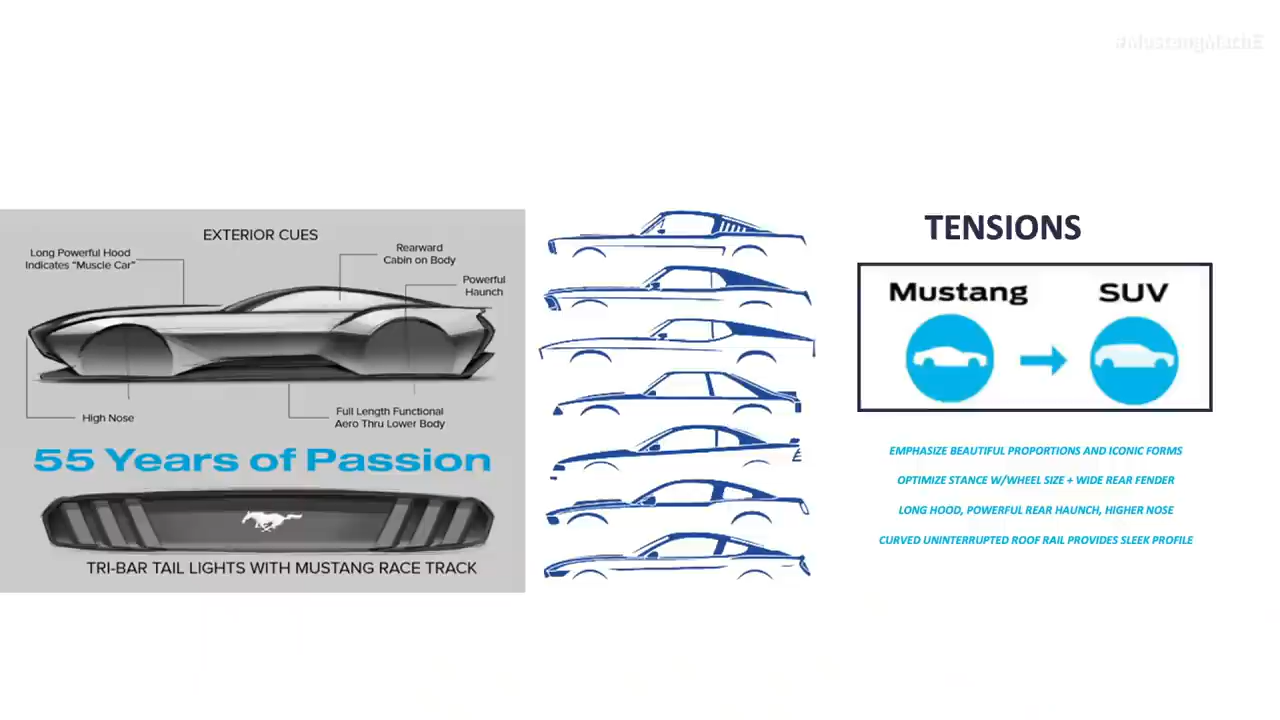 #MustangMachE
EXTERIOR CUES
Long Powerful Hood
Indicates “Muscle Car”
Rearward
Cabin on Body
Powerful
Haunch
High Nose
Full Length Functional
Aero Thru Lower Body
55 Years of Passion
TRI-BAR TAIL LIGHTS WITH MUSTANG RACE TRACK
TENSIONS
Mustang
SUV
EMPHASIZE BEAUTIFUL PROPORTIONS AND ICONIC FORMS
OPTIMIZE STANCE W/WHEEL SIZE + WIDE REAR FENDER
LONG HOOD, POWERFUL REAR HAUNCH, HIGHER NOSE
CURVED UNINTERRUPTED ROOF RAIL PROVIDES SLEEK PROFILE